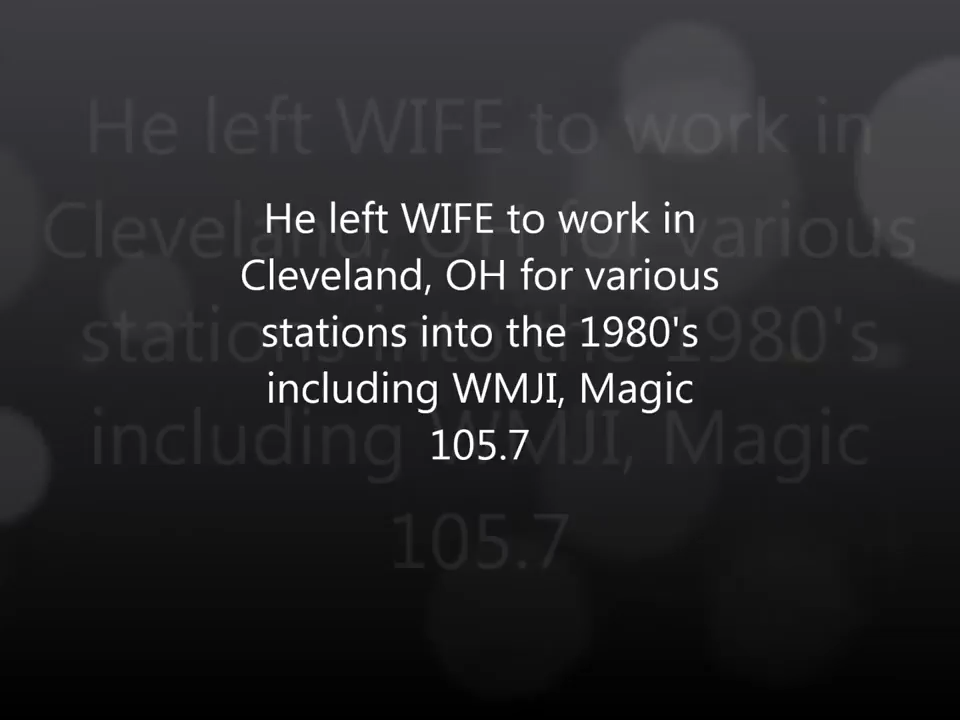 He left WIFE to work in
Cleveland, OH for various
stations into the 1980's
including WMJI, Magic
105.7